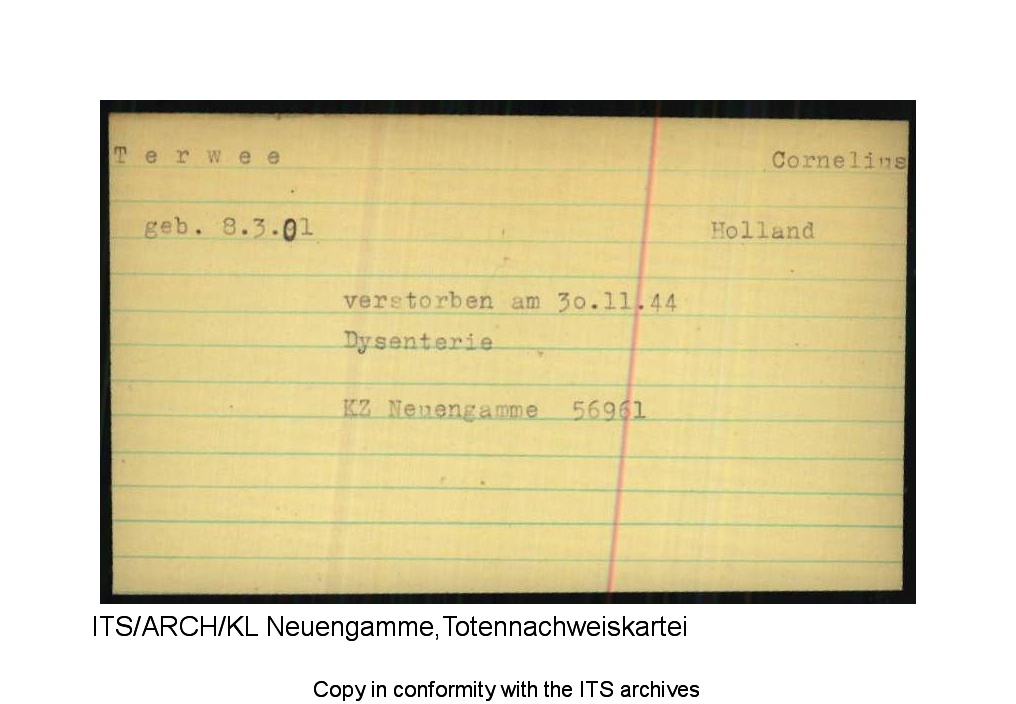 T e r w e e Cornelius
geb. 8.3.01 Holland
verstorben am 3o.11.44
Dysenterie
KZ Neuengamme 56961
ITS/ARCH/KL Neuengamme,Totennachweiskartei
Copy in conformity with the ITS archives